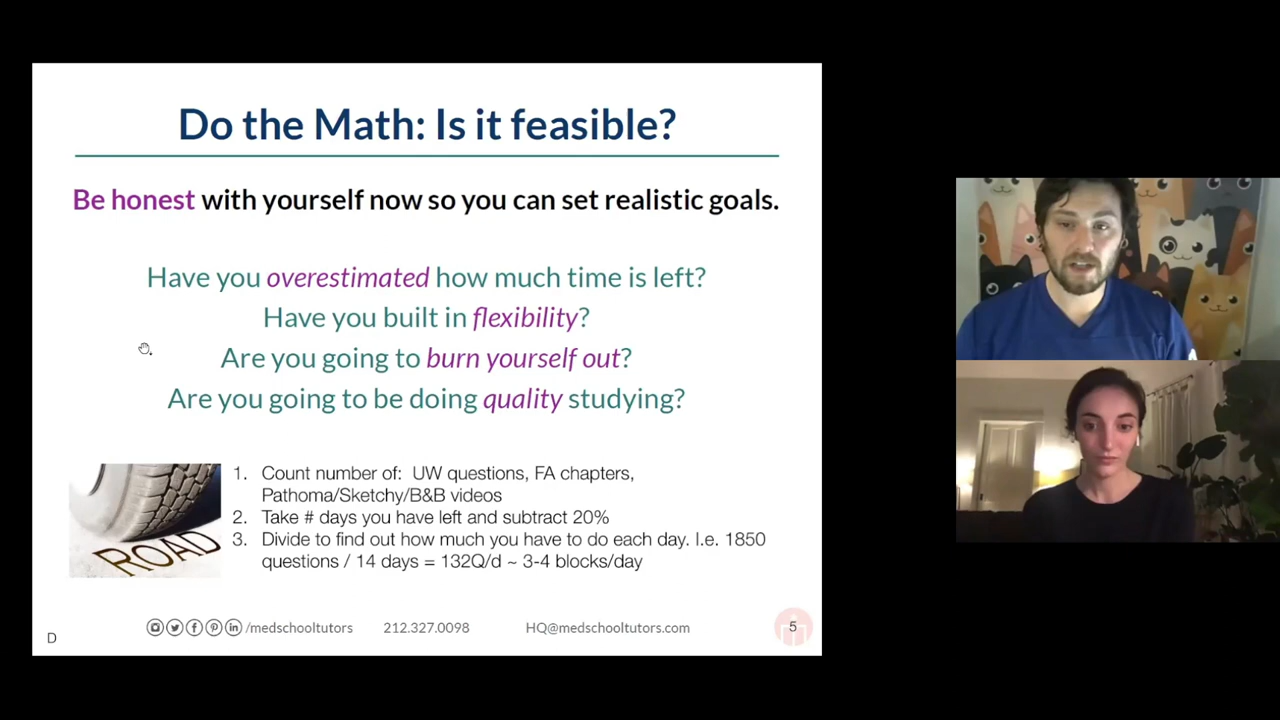 Do the Math: Is it feasible?
Be honest with yourself now so you can set realistic goals.
Have you overestimated how much time is left?
Have you built in flexibility?
Are you going to burn yourself out?
Are you going to be doing quality studying?
ROAD
1. Count number of: UW questions, FA chapters,
Pathoma/Sketchy/B&B videos
2. Take # days you have left and subtract 20%
3. Divide to find out how much you have to do each day. I.e. 1850
questions / 14 days = 132Q/d ~ 3-4 blocks/day
D
/medschooltutors 212.327.0098 HQ@medschooltutors.com 5